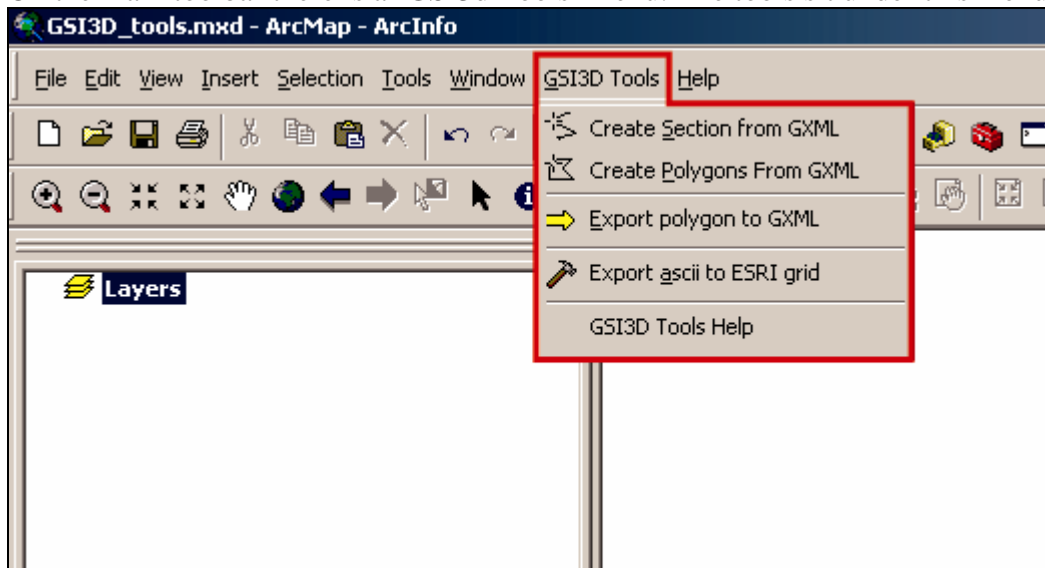 GSI3D_tools.mxd - ArcMap - ArcInfo
File Edit View Insert Selection Tools Window GSI3D Tools Help
Create Section from GXML
Create Polygons From GXML
Export polygon to GXML
Export ascii to ESRI grid
GSI3D Tools Help
Layers